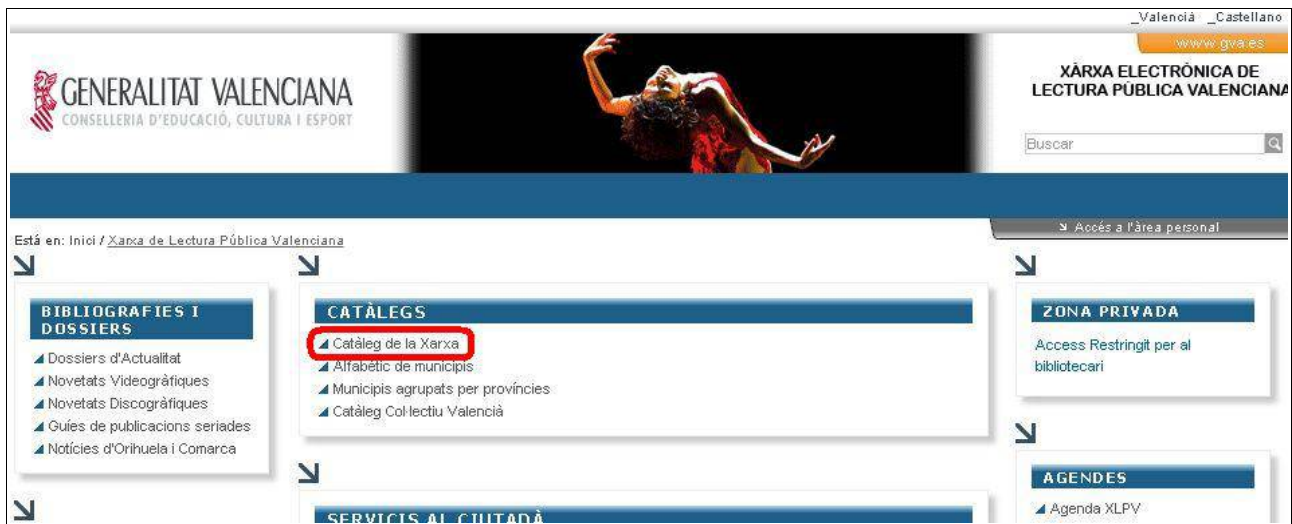 _Valencià _Castellano
www.gva.es
GENERALITAT VALENCIANA
CONSELLERIA D'EDUCACIÓ, CULTURA I ESPORT
XÀRXA ELECTRÒNICA DE
LECTURA PÚBLICA VALENCIANA
Buscar
Está en: Inici / Xarxa de Lectura Pública Valenciana
Accés a l'àrea personal
BIBLIOGRAFIES I
DOSSIERS
Dossiers d'Actualitat
Novetats Videogràfiques
Novetats Discogràfiques
Guíes de publicacions seriades
Notícies d'Orihuela i Comarca
CATÀLEGS
Catàleg de la Xarxa
Alfabètic de municipis
Municipis agrupats per províncies
Catàleg Col·lectiu Valencià
SERVICIS AL CIUTADÀ
ZONA PRIVADA
Access Restringit per al
bibliotecari
AGENDES
Agenda XLPV